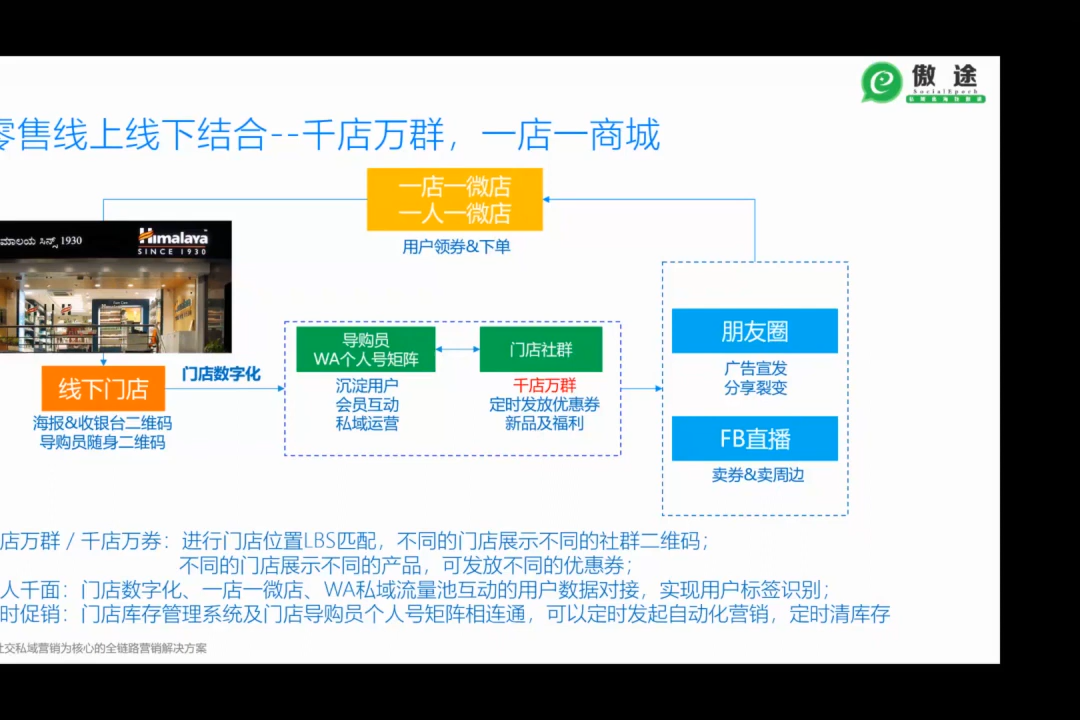 傲途
SocialEpoch
零售线上线下结合--千店万群，一店一商城
一店一微店
一人一微店
用户领券&下单
SINCE 1930
Himalaya
SINCE 1930
导购员
WA个人号矩阵
沉淀用户
会员互动
私域运营
门店社群
千店万群
定时发放优惠券
新品及福利
朋友圈
广告宣发
分享裂变
FB直播
卖券&卖周边
线下门店
门店数字化
海报&收银台二维码
导购员随身二维码
店万群 / 千店万券：进行门店位置LBS匹配，不同的门店展示不同的社群二维码；
不同的门店展示不同的产品，可发放不同的优惠券；
人千面：门店数字化、一店一微店、WA私域流量池互动的用户数据对接，实现用户标签识别；
时促销：门店库存管理系统及门店导购员个人号矩阵相连通，可以定时发起自动化营销，定时清库存
社交私域营销为核心的全链路营销解决方案